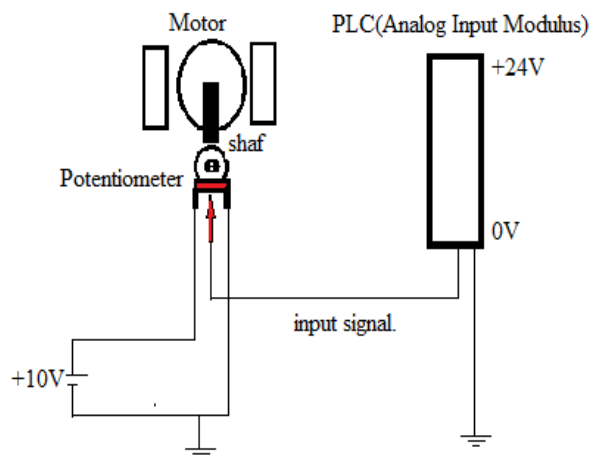 Motor
PLC(Analog Input Modulus)
+24V
shaf
Potentiometer
0V
input signal.
+10V